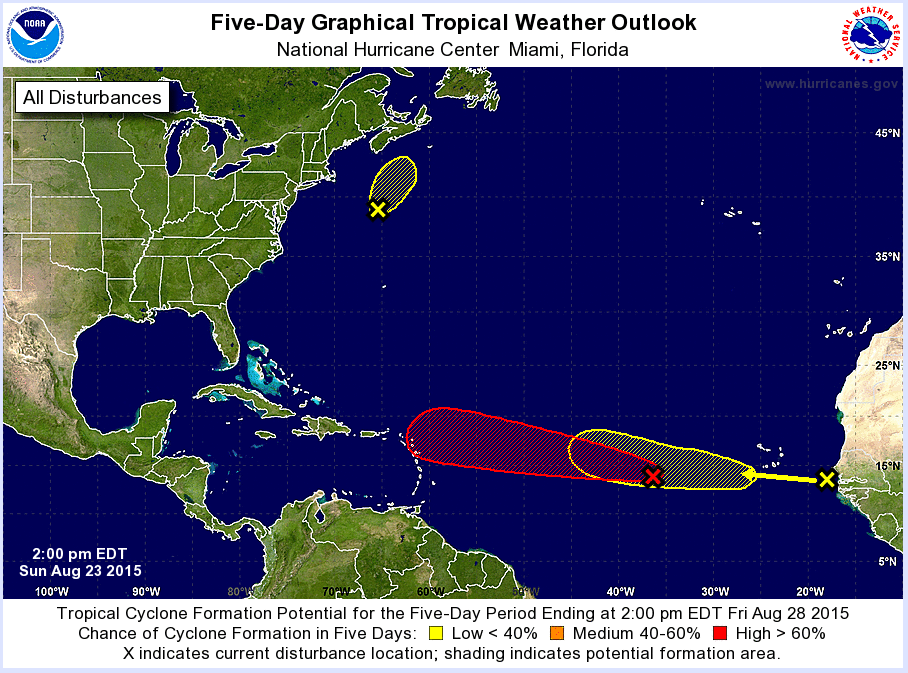 Five-Day Graphical Tropical Weather Outlook
National Hurricane Center Miami, Florida
NOAA
NATIONAL WEATHER SERVICE
All Disturbances
www.hurricanes.gov
45°N
35°N
25°N
15°N
5°N
2:00 pm EDT
Sun Aug 23 2015
100°W 90°W 80°W 70°W 60°W 50°W 40°W 30°W 20°W
Tropical Cyclone Formation Potential for the Five-Day Period Ending at 2:00 pm EDT Fri Aug 28 2015
Chance of Cyclone Formation in Five Days: Low < 40% Medium 40-60% High > 60%
X indicates current disturbance location; shading indicates potential formation area.